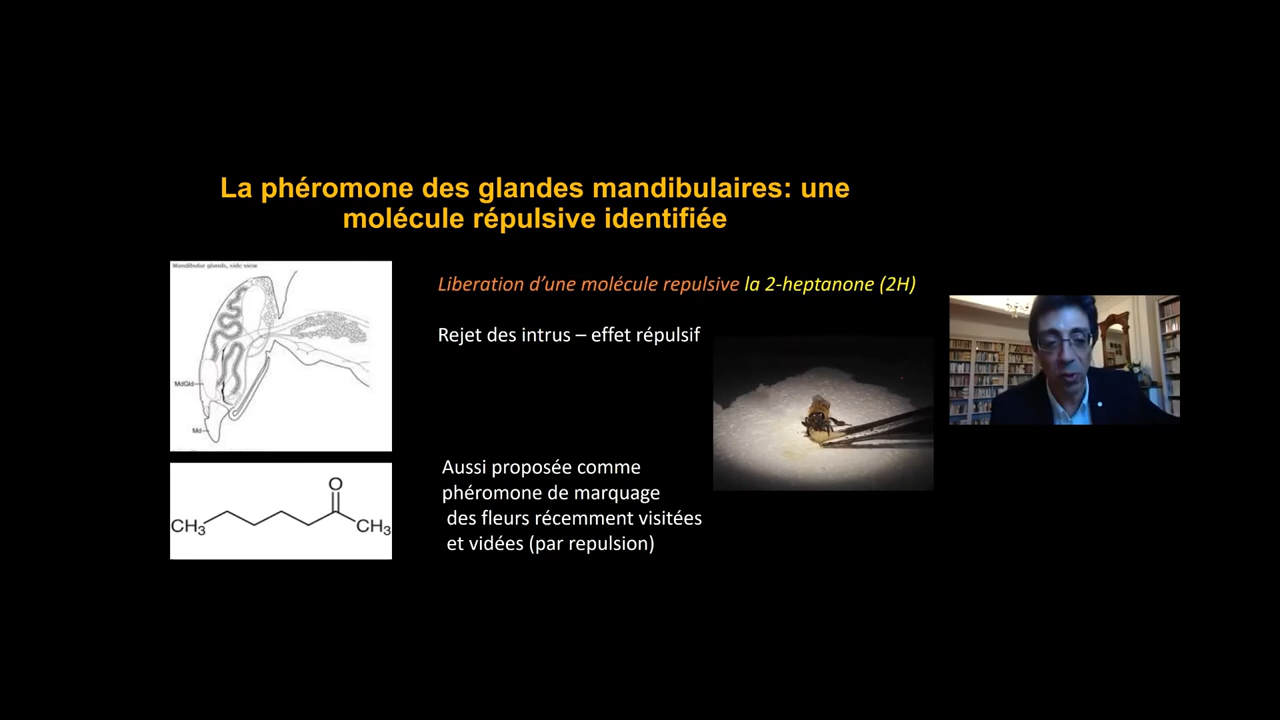 La phéromone des glandes mandibulaires: une
molécule répulsive identifiée
Mandibular glands, side view
MdGld
Md
Liberation d’une molécule repulsive la 2-heptanone (2H)
Rejet des intrus – effet répulsif
Aussi proposée comme
phéromone de marquage
des fleurs récemment visitées
et vidées (par repulsion)
O
CH3
CH3